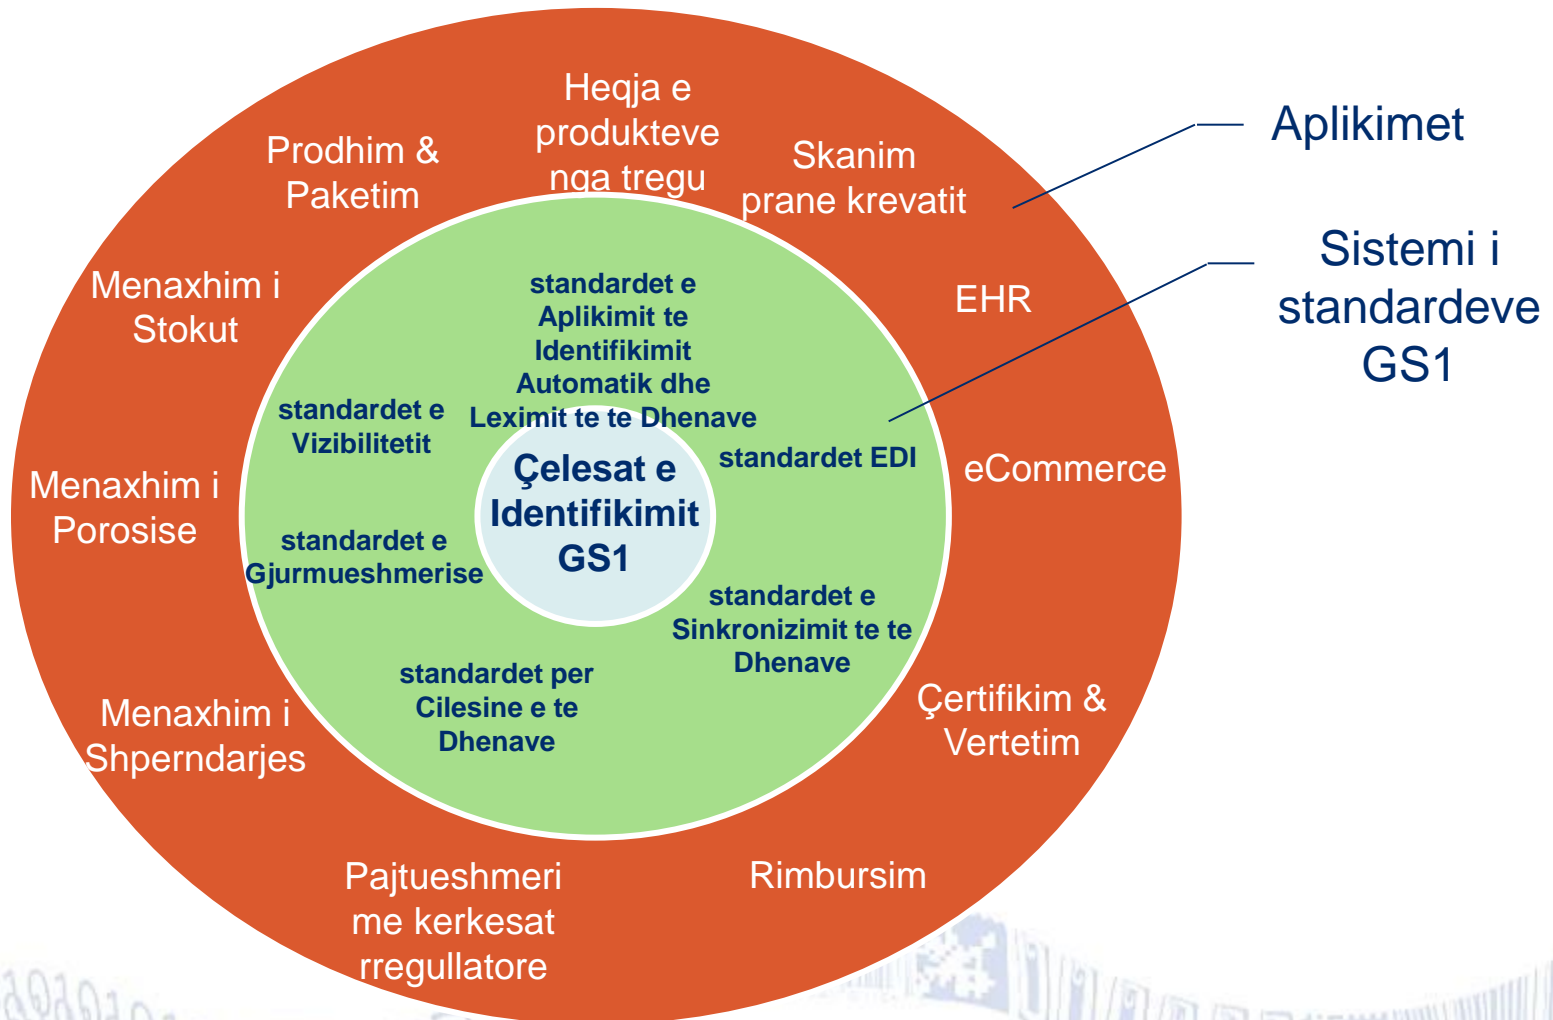 Heqja e
produkteve
nga tregu
Prodhim &
Paketim
Skanim
prane krevatit
Aplikimet
Menaxhim i
Stokut
EHR
Sistemi i
standardeve
GS1
standardet e
Aplikimit te
Identifikimit
Automatik dhe
Leximit te te Dhenave
standardet e
Vizibilitetit
standardet EDI
eCommerce
Menaxhim i
Porosise
Çelesat e
Identifikimit
GS1
standardet e
Gjurmueshmerise
standardet e
Sinkronizimit te te
Dhenave
standardet per
Cilesine e te
Dhenave
Menaxhim i
Shperndarjes
Çertifikim &
Vertetim
Pajtueshmeri
me kerkesat
rregullatore
Rimbursim